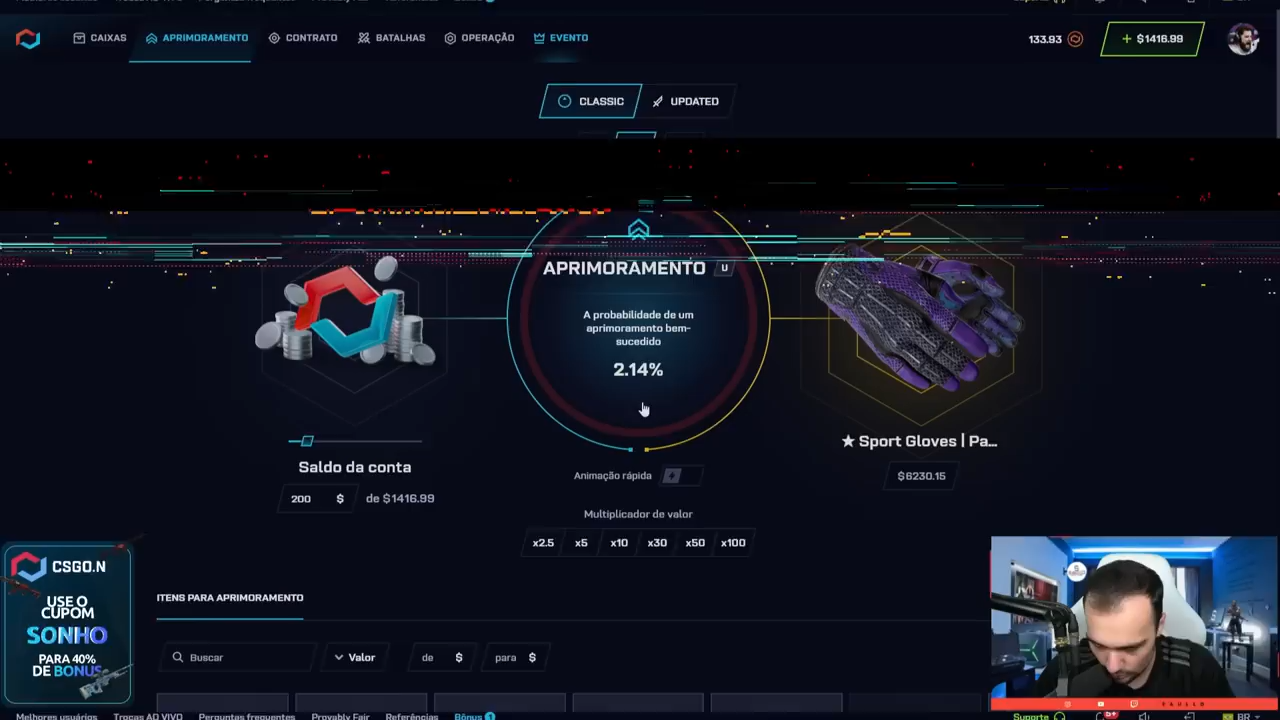 CAIXAS
APRIMORAMENTO
CONTRATO
BATALHAS
OPERAÇÃO
EVENTO
133.93
+ $1416.99
CLASSIC
UPDATED
APRIMORAMENTO U
A probabilidade de um
aprimoramento bem-
sucedido
2.14%
Saldo da conta
200 $ de $1416.99
★ Sport Gloves | Pa...
$6230.15
Animação rápida
Multiplicador de valor
x2.5 x5 x10 x30 x50 x100
CSGO.N
USE O
CUPOM
SONHO
PARA 40%
DE BONUS
ITENS PARA APRIMORAMENTO
Buscar
Valor
de $
para $
Melhores usuários
Trocas AO VIVO
Perguntas frequentes
Provably Fair
Referências
Bônus
Suporte
5+
BR